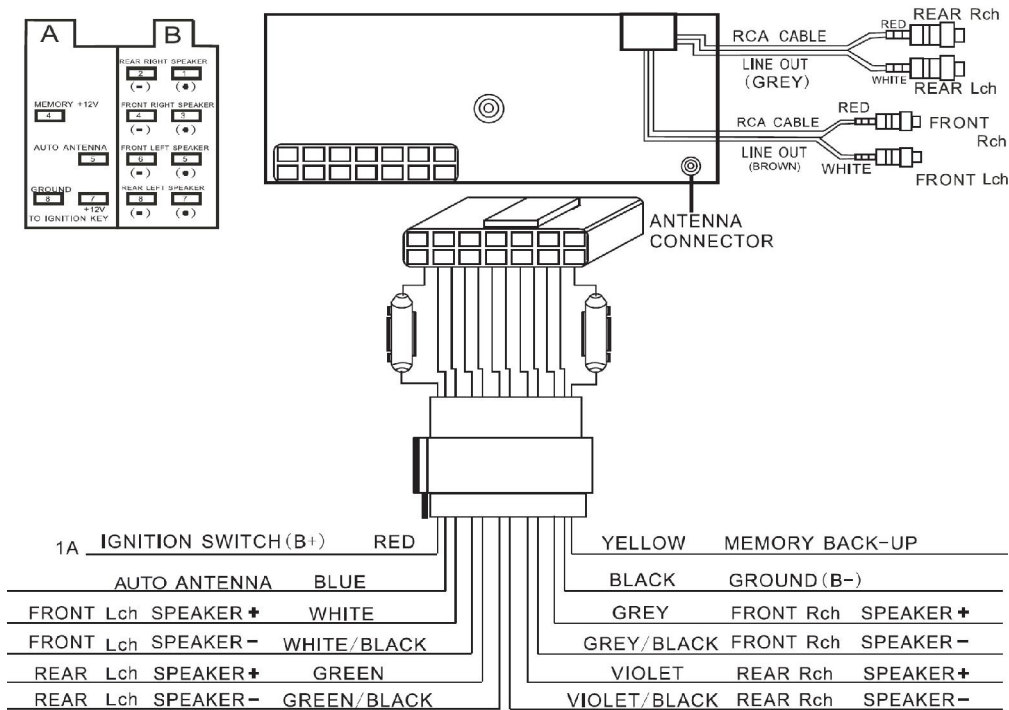 A
B
REAR RIGHT SPEAKER
2 1
(-) (+)
MEMORY +12V
4
FRONT RIGHT SPEAKER
4 3
(-) (+)
AUTO ANTENNA
5
FRONT LEFT SPEAKER
6 5
(-) (+)
GROUND
8 7
+12V
TO IGNITION KEY
REAR LEFT SPEAKER
8 7
(-) (+)
RCA CABLE
LINE OUT
(GREY)
RED
REAR Rch
WHITE
REAR Lch
RCA CABLE
LINE OUT
(BROWN)
RED
FRONT
Rch
WHITE
FRONT Lch
ANTENNA
CONNECTOR
1A IGNITION SWITCH(B+) RED
AUTO ANTENNA BLUE
FRONT Lch SPEAKER+ WHITE
FRONT Lch SPEAKER- WHITE/BLACK
REAR Lch SPEAKER+ GREEN
REAR Lch SPEAKER- GREEN/BLACK
YELLOW MEMORY BACK-UP
BLACK GROUND(B-)
GREY FRONT Rch SPEAKER+
GREY/BLACK FRONT Rch SPEAKER-
VIOLET REAR Rch SPEAKER+
VIOLET/BLACK REAR Rch SPEAKER-